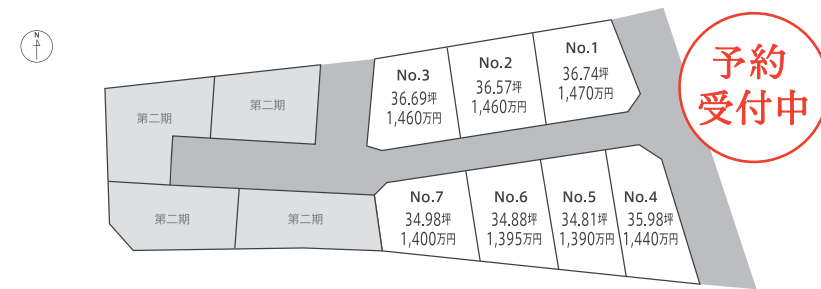 N
No.3
36.69坪
1,460万円
No.2
36.57坪
1,460万円
No.1
36.74坪
1,470万円
予約
受付中
第二期
第二期
第二期
第二期
No.7
34.98坪
1,400万円
No.6
34.88坪
1,395万円
No.5
34.81坪
1,390万円
No.4
35.98坪
1,440万円